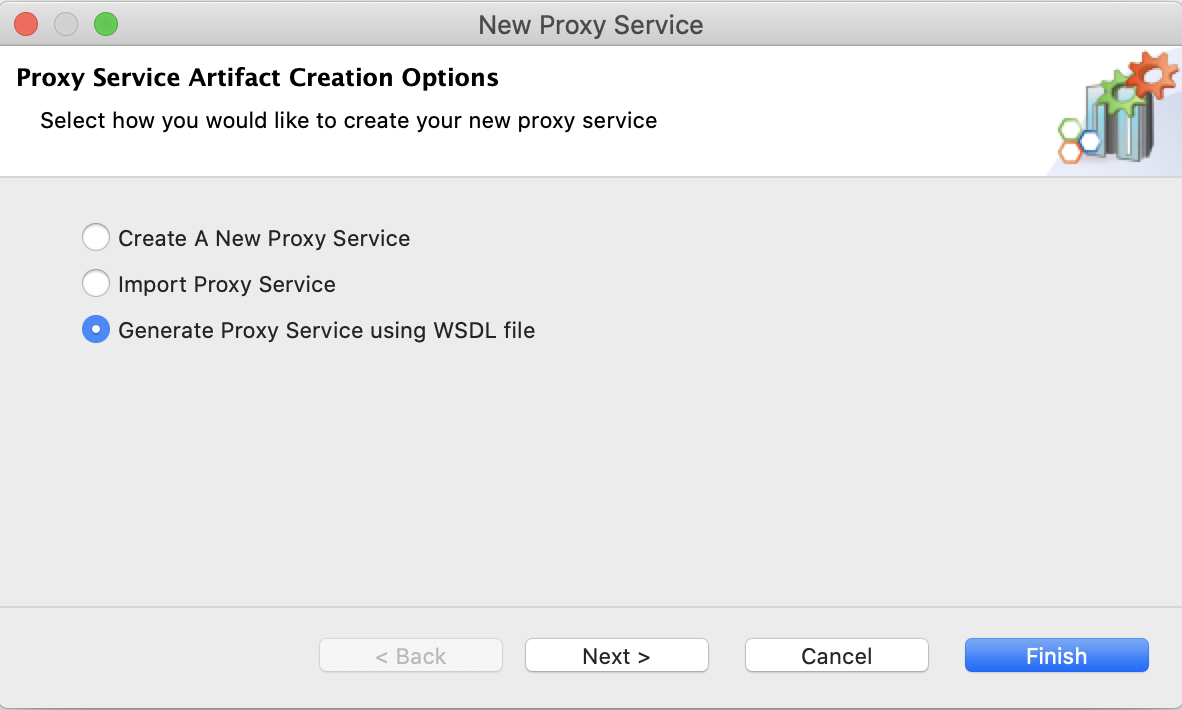 New Proxy Service
Proxy Service Artifact Creation Options
Select how you would like to create your new proxy service
Create A New Proxy Service
Import Proxy Service
Generate Proxy Service using WSDL file
< Back
Next >
Cancel
Finish